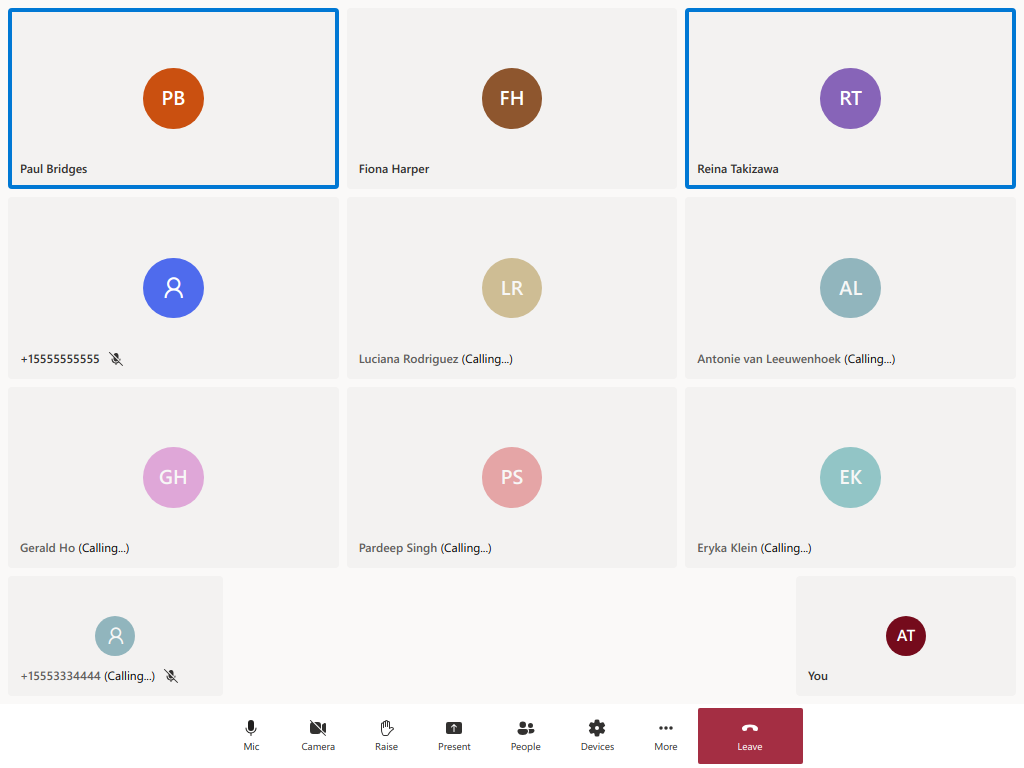 PB
FH
RT
Paul Bridges
Fiona Harper
Reina Takizawa
LR
AL
+15555555555
Luciana Rodriguez (Calling...)
Antonie van Leeuwenhoek (Calling...)
GH
PS
EK
Gerald Ho (Calling...)
Pardeep Singh (Calling...)
Eryka Klein (Calling...)
AT
+15553334444 (Calling...)
You
Mic
Camera
Raise
Present
People
Devices
More
Leave